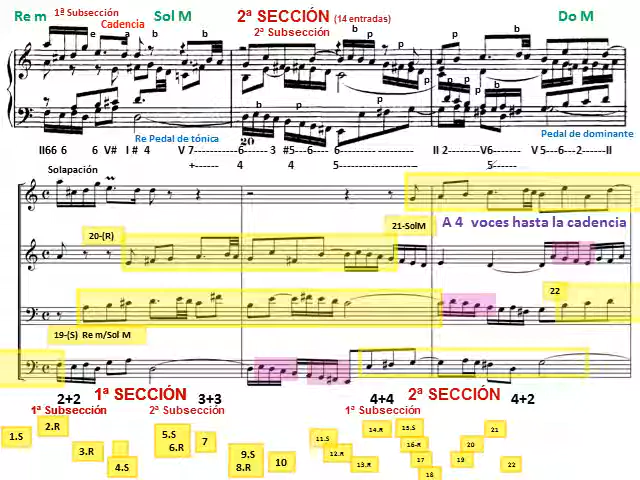 Re m 1ª Subsección Sol M 2ª SECCIÓN (14 entradas) Do M
Cadencia 2ª Subsección
e a b b b p p
p
b p p p
p p p p b
Re Pedal de tónica Pedal de dominante
II66 6 6 V# I# 4 V 7--------6----- 3 #5---6---- 6------------- II 2-------V6------ V 5---6---2------II
+------ 4 4 5------------------ 5------
Solapación
20
A 4 voces hasta la cadencia
20-(R) 21-SolM
22
19-(S) Re m/Sol M
2+2 1ª SECCIÓN 3+3 4+4 2ª SECCIÓN 4+2
1ª Subsección 2ª Subsección 1ª Subsección
1.S 2.R 3.R 4.S 5.S 6.R 7 8.R 9.S 10 11.S 12.R 13.R 14.R 15.S 16-R 17 18 19 20 21 22